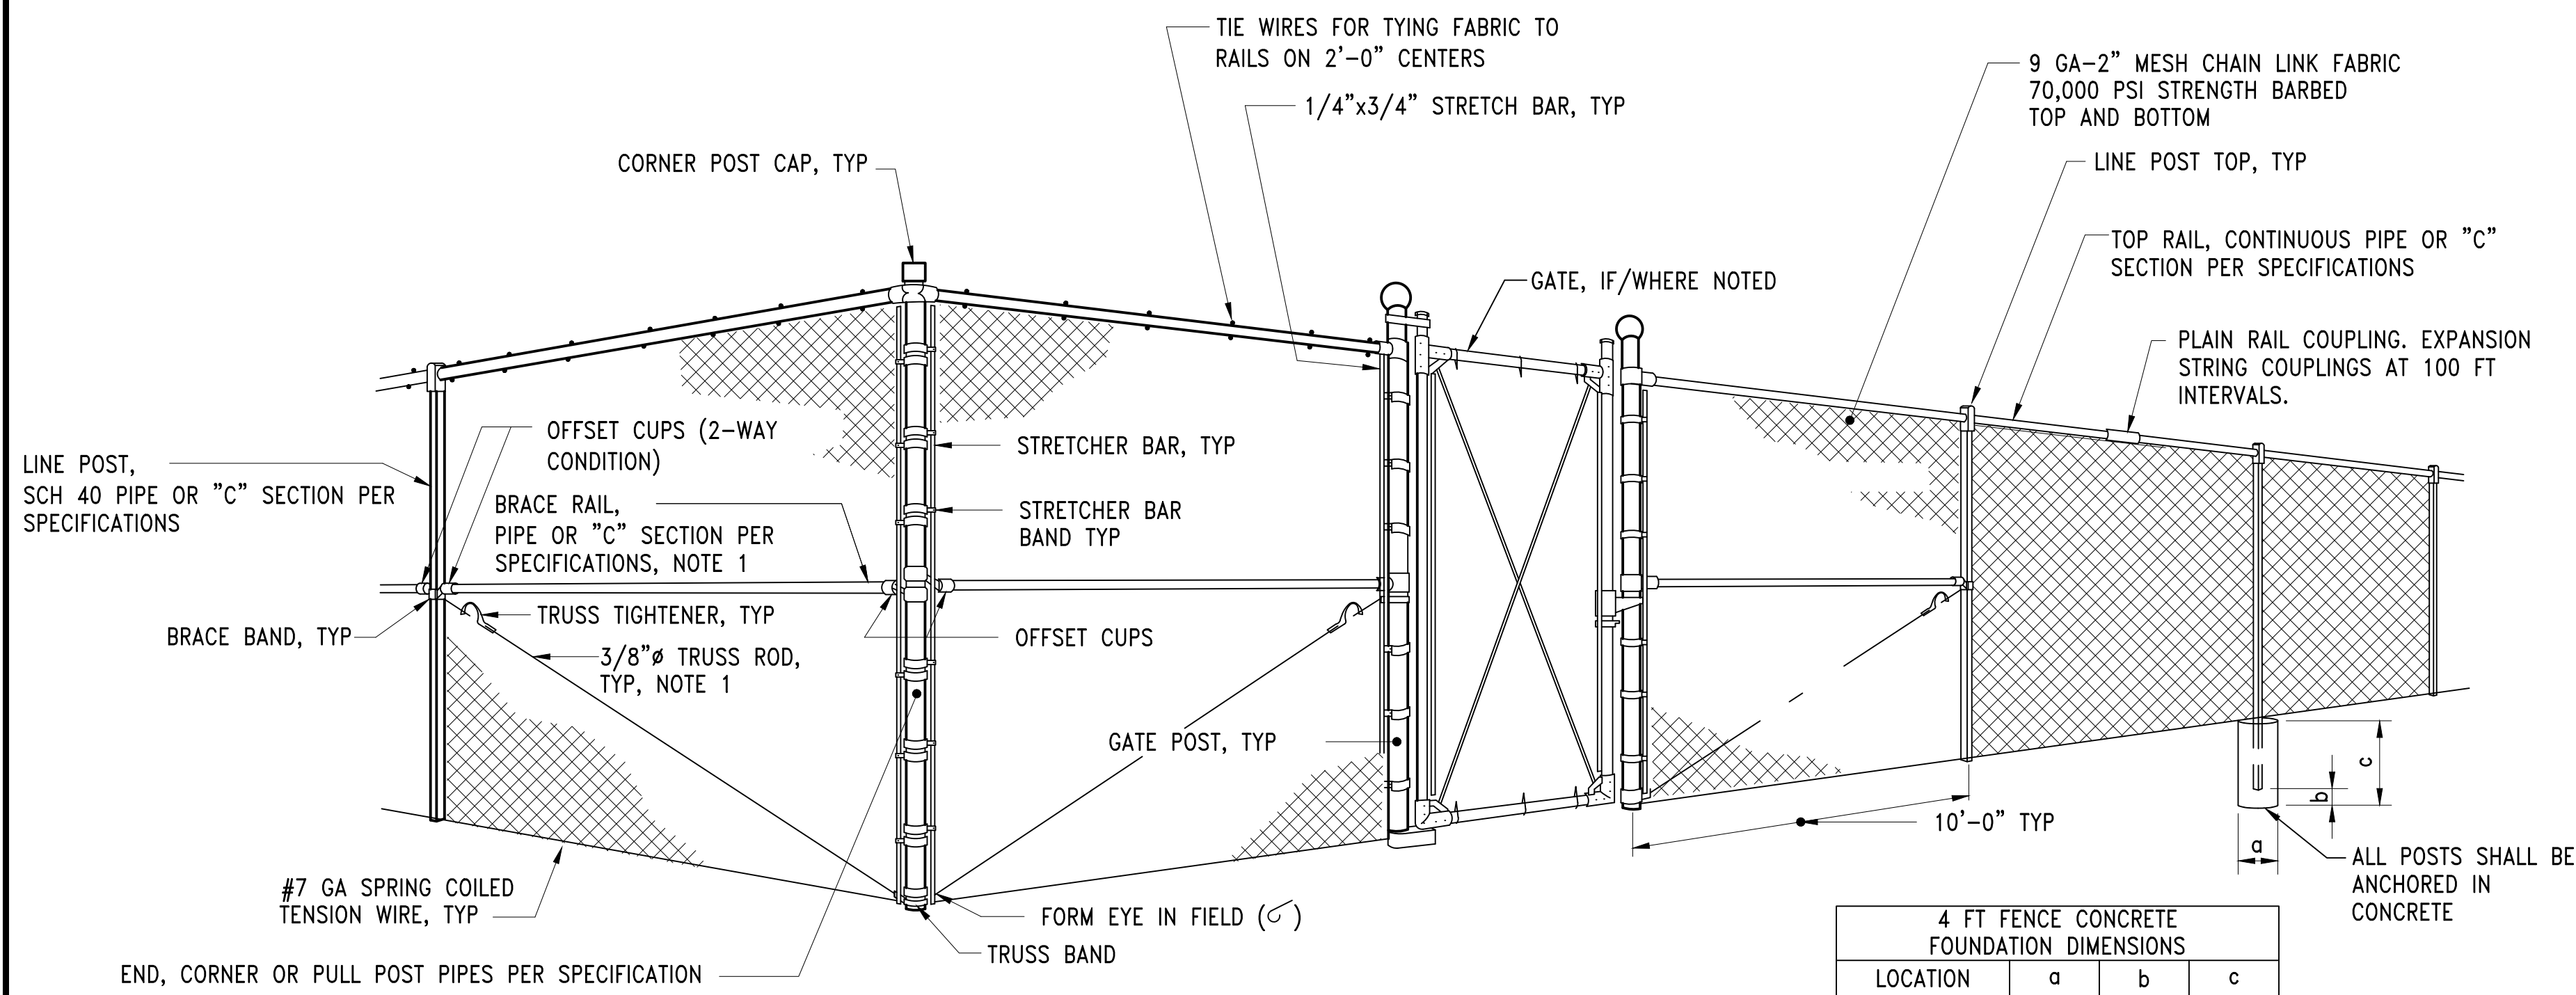 TIE WIRES FOR TYING FABRIC TO
RAILS ON 2'-0" CENTERS
1/4"x3/4" STRETCH BAR, TYP
9 GA-2" MESH CHAIN LINK FABRIC
70,000 PSI STRENGTH BARBED
TOP AND BOTTOM
CORNER POST CAP, TYP
LINE POST TOP, TYP
TOP RAIL, CONTINUOUS PIPE OR "C"
SECTION PER SPECIFICATIONS
GATE, IF/WHERE NOTED
PLAIN RAIL COUPLING. EXPANSION
STRING COUPLINGS AT 100 FT
INTERVALS.
OFFSET CUPS (2-WAY
CONDITION)
STRETCHER BAR, TYP
LINE POST,
SCH 40 PIPE OR "C" SECTION PER
SPECIFICATIONS
BRACE RAIL,
PIPE OR "C" SECTION PER
SPECIFICATIONS, NOTE 1
STRETCHER BAR
BAND TYP
TRUSS TIGHTENER, TYP
BRACE BAND, TYP
OFFSET CUPS
3/8"ø TRUSS ROD,
TYP, NOTE 1
GATE POST, TYP
c
b
10'-0" TYP
a
ALL POSTS SHALL BE
ANCHORED IN
CONCRETE
#7 GA SPRING COILED
TENSION WIRE, TYP
FORM EYE IN FIELD ( )
TRUSS BAND
END, CORNER OR PULL POST PIPES PER SPECIFICATION
4 FT FENCE CONCRETE
FOUNDATION DIMENSIONS
LOCATION a b c